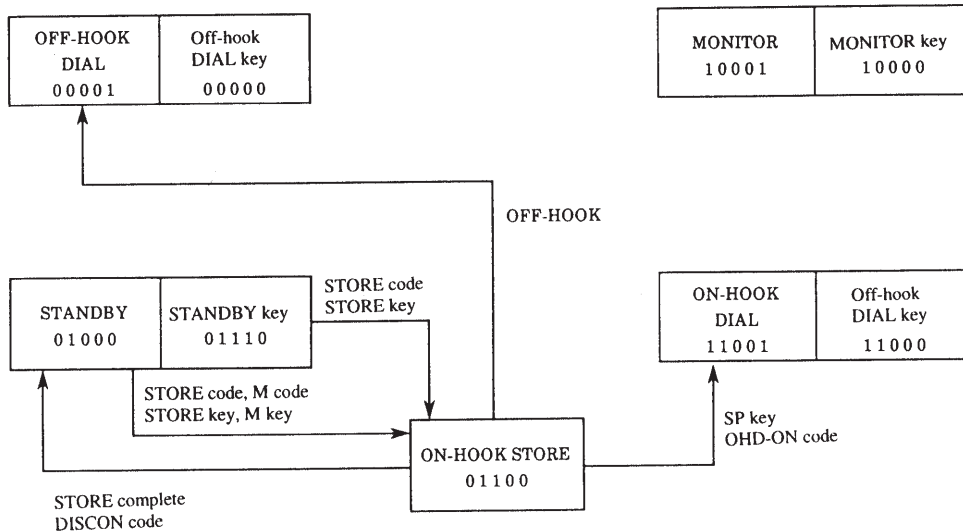 OFF-HOOK
DIAL
00001
Off-hook
DIAL key
00000
MONITOR
10001
MONITOR key
10000
OFF-HOOK
STANDBY
01000
STANDBY key
01110
STORE code
STORE key
ON-HOOK
DIAL
11001
Off-hook
DIAL key
11000
STORE code, M code
STORE key, M key
SP key
OHD-ON code
ON-HOOK STORE
01100
STORE complete
DISCON code